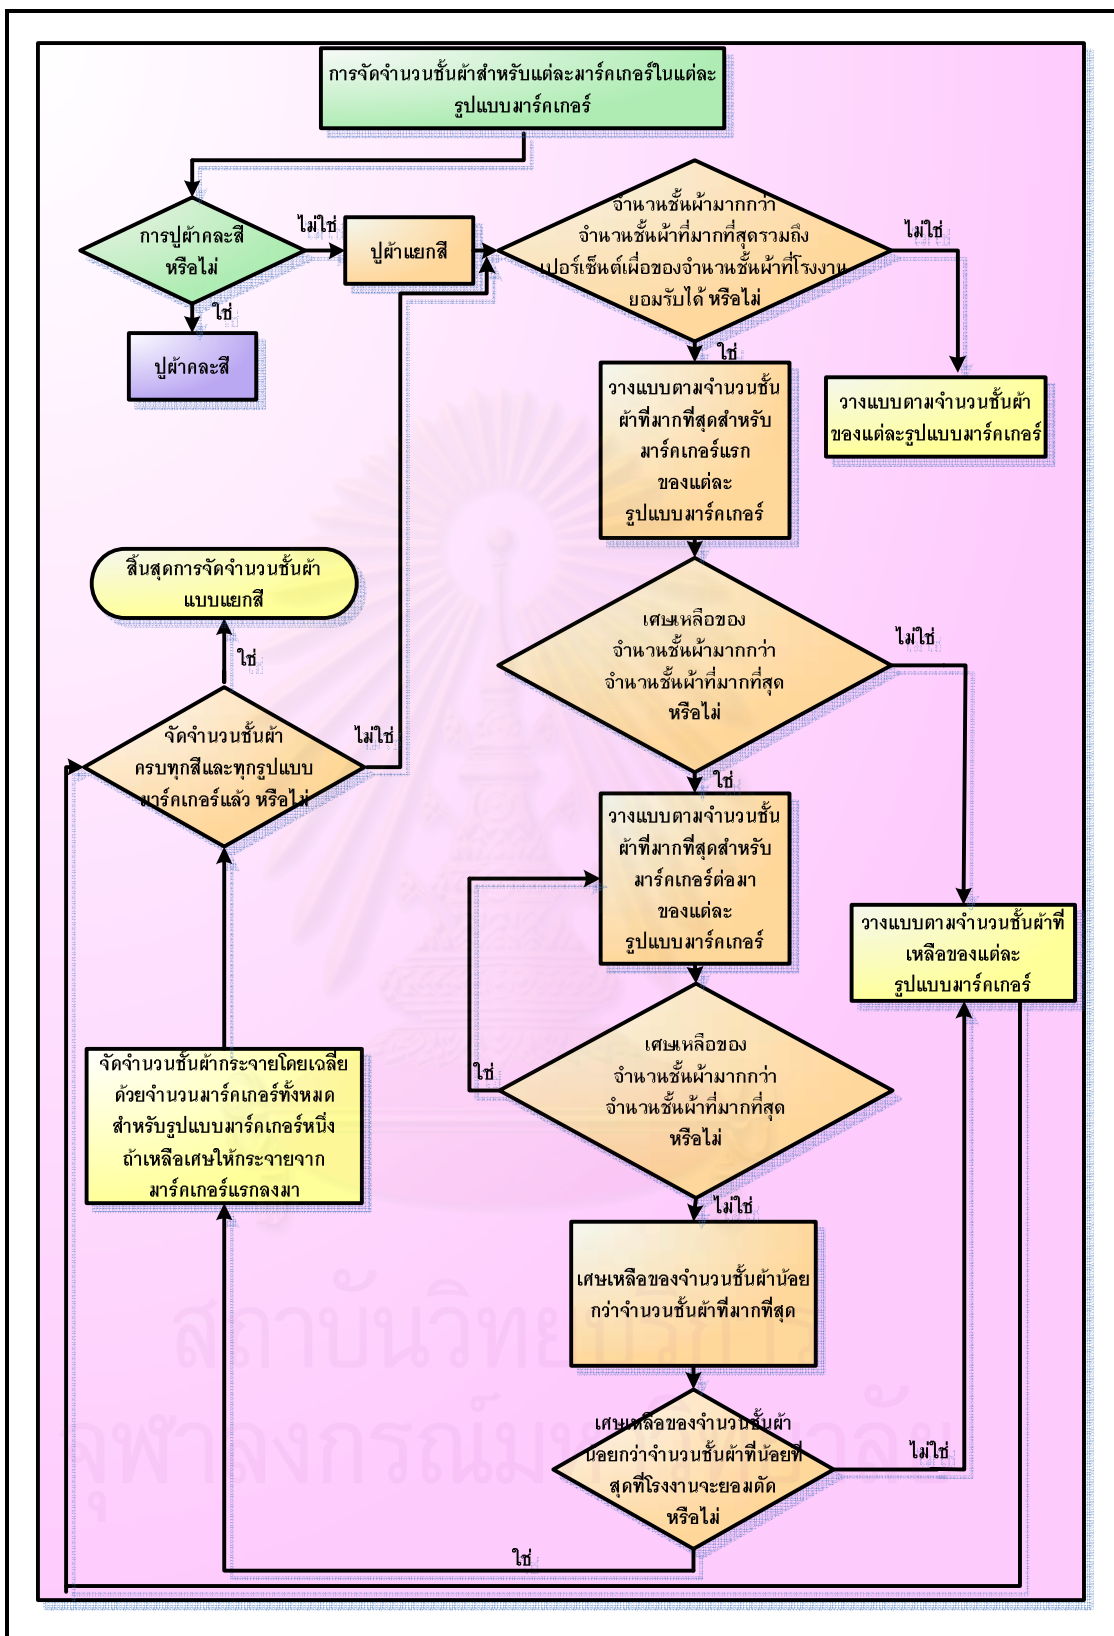 การจัดจำนวนชั้นผ้าสำหรับแต่ละมาร์คเกอร์ในแต่ละ
รูปแบบมาร์คเกอร์
การปูผ้าคละสี
หรือไม่
ไม่ใช่
ปูผ้าแยกสี
ใช่
ปูผ้าคละสี
จำนวนชั้นผ้ามากกว่า
จำนวนชั้นผ้าที่มากที่สุดรวมถึง
เปอร์เซ็นต์เผื่อของจำนวนชั้นผ้าที่โรงงาน
ยอมรับได้ หรือไม่
ไม่ใช่
ใช่
วางแบบตามจำนวนชั้นผ้า
ของแต่ละรูปแบบมาร์คเกอร์
วางแบบตามจำนวนชั้น
ผ้าที่มากที่สุดสำหรับ
มาร์คเกอร์แรก
ของแต่ละ
รูปแบบมาร์คเกอร์
เศษเหลือของ
จำนวนชั้นผ้ามากกว่า
จำนวนชั้นผ้าที่มากที่สุด
หรือไม่
ไม่ใช่
ใช่
สิ้นสุดการจัดจำนวนชั้นผ้า
แบบแยกสี
ใช่
จัดจำนวนชั้นผ้า
ครบทุกสีและทุกรูปแบบ
มาร์คเกอร์แล้ว หรือไม่
ไม่ใช่
วางแบบตามจำนวนชั้น
ผ้าที่มากที่สุดสำหรับ
มาร์คเกอร์ต่อมา
ของแต่ละ
รูปแบบมาร์คเกอร์
วางแบบตามจำนวนชั้นผ้าที่
เหลือของแต่ละ
รูปแบบมาร์คเกอร์
เศษเหลือของ
จำนวนชั้นผ้ามากกว่า
จำนวนชั้นผ้าที่มากที่สุด
หรือไม่
ใช่
ไม่ใช่
จัดจำนวนชั้นผ้ากระจายโดยเฉลี่ย
ด้วยจำนวนมาร์คเกอร์ทั้งหมด
สำหรับรูปแบบมาร์คเกอร์หนึ่ง
ถ้าเหลือเศษให้กระจายจาก
มาร์คเกอร์แรกลงมา
เศษเหลือของจำนวนชั้นผ้าน้อย
กว่าจำนวนชั้นผ้าที่มากที่สุด
เศษเหลือของจำนวนชั้นผ้า
น้อยกว่าจำนวนชั้นผ้าที่น้อยที่
สุดที่โรงงานจะยอมตัด
หรือไม่
ไม่ใช่
ใช่
สถาบันวิทยบริการ
จุฬาลงกรณ์มหาวิทยาลัย